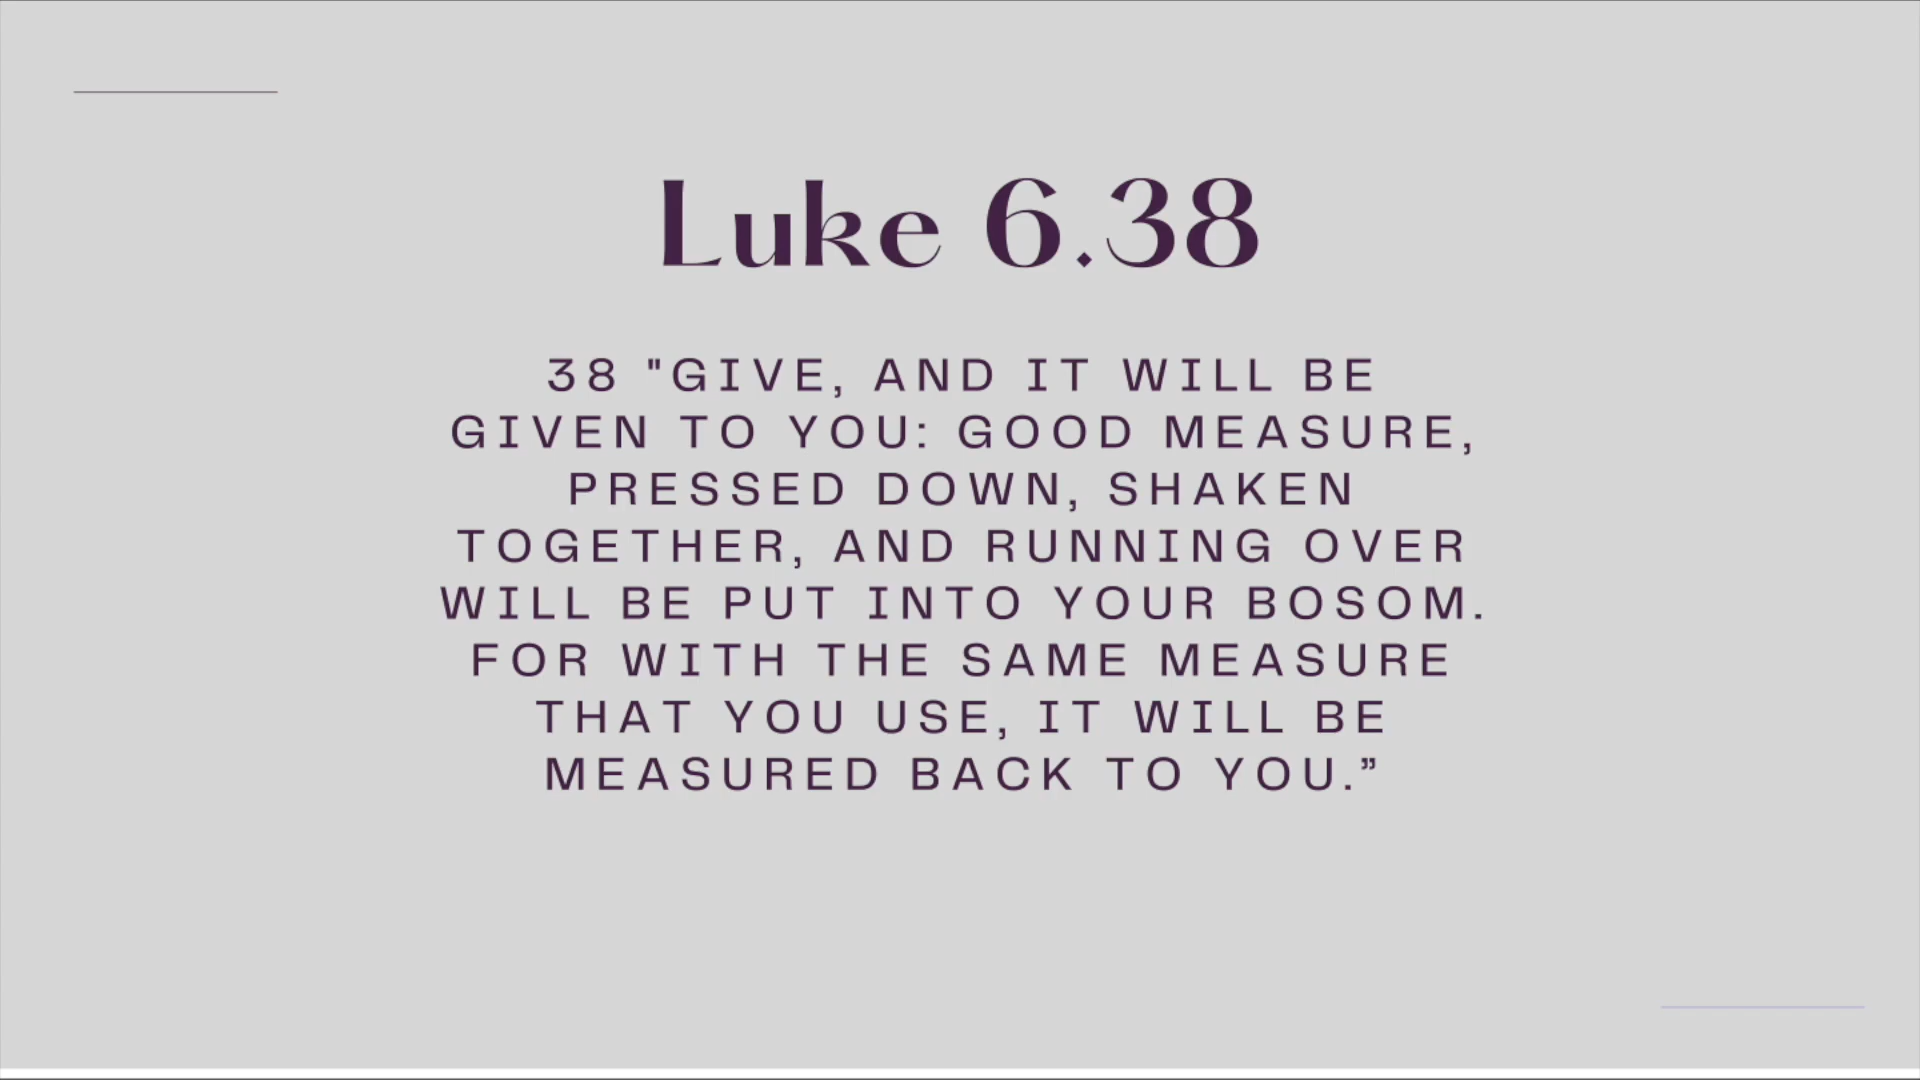 Luke 6.38
38 "GIVE, AND IT WILL BE
GIVEN TO YOU: GOOD MEASURE,
PRESSED DOWN, SHAKEN
TOGETHER, AND RUNNING OVER
WILL BE PUT INTO YOUR BOSOM.
FOR WITH THE SAME MEASURE
THAT YOU USE, IT WILL BE
MEASURED BACK TO YOU.”